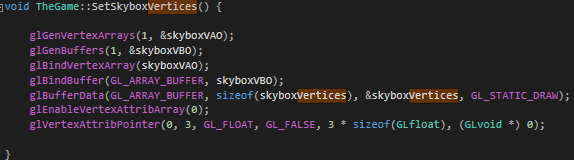 void TheGame::SetSkyboxVertices() {
glGenVertexArrays(1, &skyboxVAO);
glGenBuffers(1, &skyboxVBO);
glBindVertexArray(skyboxVAO);
glBindBuffer(GL_ARRAY_BUFFER, skyboxVBO);
glBufferData(GL_ARRAY_BUFFER, sizeof(skyboxVertices), &skyboxVertices, GL_STATIC_DRAW);
glEnableVertexAttribArray(0);
glVertexAttribPointer(0, 3, GL_FLOAT, GL_FALSE, 3 * sizeof(GLfloat), (GLvoid *) 0);
}